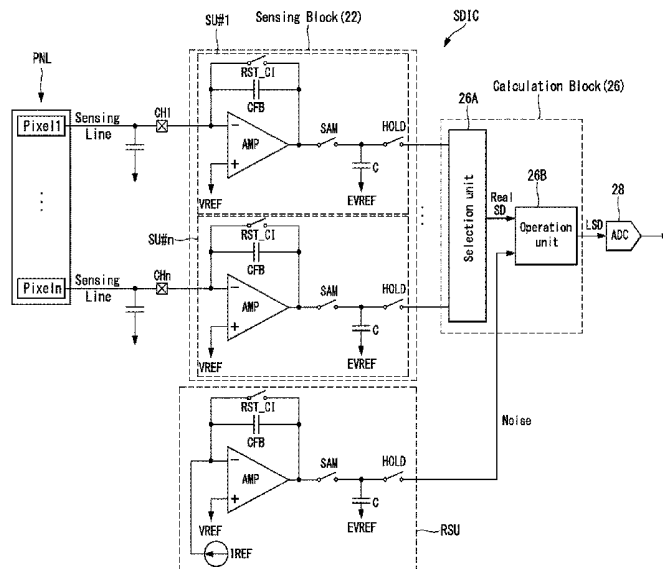 Sensing Block(22)
SU#1
SDIC
PNL
RST_CI
CFB
Calculation Block(26)
Pixel1
Sensing
Line
CH1
AMP
SAM
HOLD
26A
C
VREF
EVREF
Selection unit
Real
SD
26B
Operation
unit
LSD
28
ADC
SU#n
RST_CI
CFB
Pixeln
Sensing
Line
CHn
AMP
SAM
HOLD
C
VREF
EVREF
RST_CI
CFB
Noise
AMP
SAM
HOLD
C
VREF
EVREF
IREF
RSU